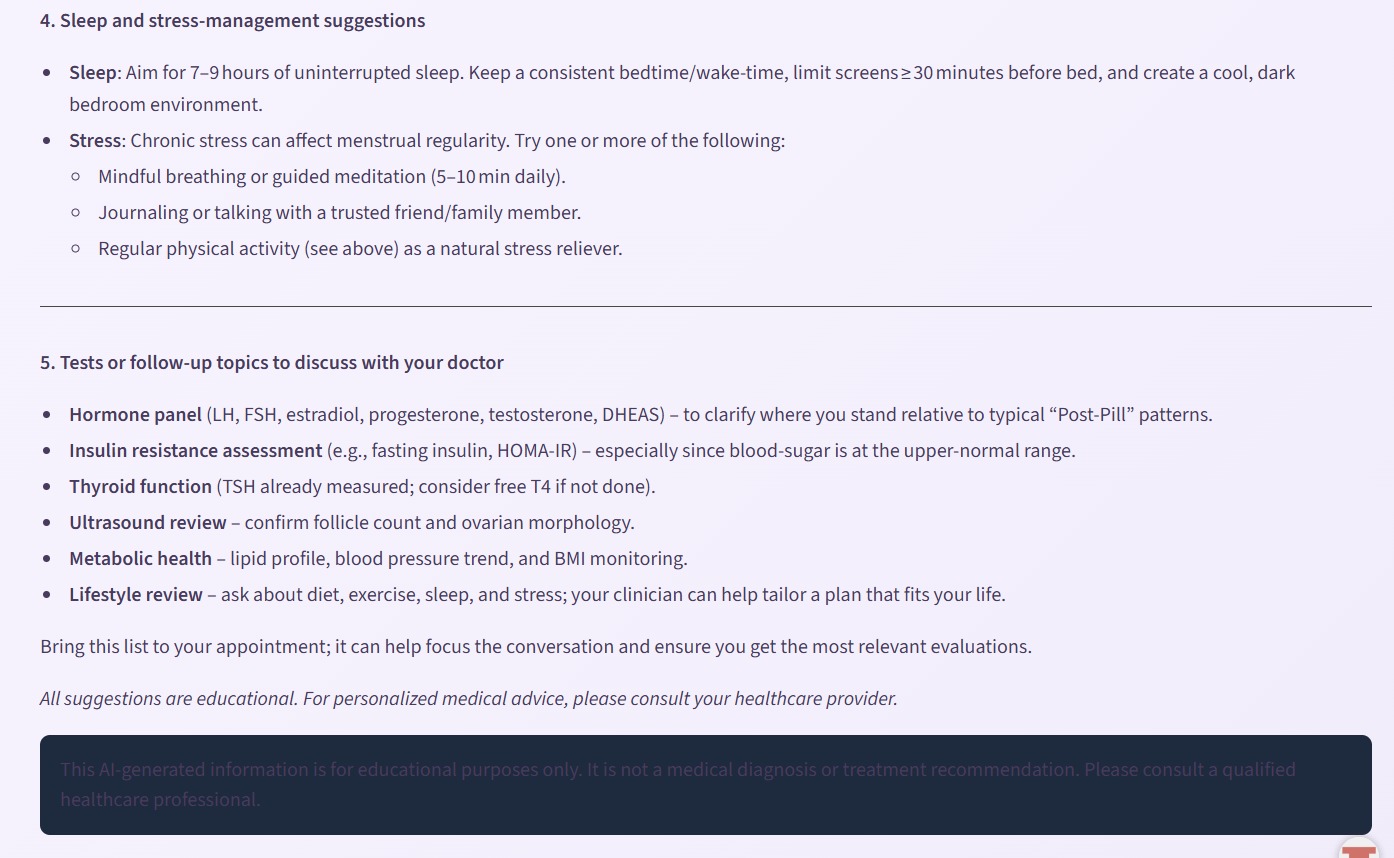 4. Sleep and stress-management suggestions
Sleep: Aim for 7–9 hours of uninterrupted sleep. Keep a consistent bedtime/wake-time, limit screens ≥ 30 minutes before bed, and create a cool, dark
bedroom environment.
Stress: Chronic stress can affect menstrual regularity. Try one or more of the following:
Mindful breathing or guided meditation (5–10 min daily).
Journaling or talking with a trusted friend/family member.
Regular physical activity (see above) as a natural stress reliever.
5. Tests or follow-up topics to discuss with your doctor
Hormone panel (LH, FSH, estradiol, progesterone, testosterone, DHEAS) – to clarify where you stand relative to typical “Post-Pill” patterns.
Insulin resistance assessment (e.g., fasting insulin, HOMA-IR) – especially since blood-sugar is at the upper-normal range.
Thyroid function (TSH already measured; consider free T4 if not done).
Ultrasound review – confirm follicle count and ovarian morphology.
Metabolic health – lipid profile, blood pressure trend, and BMI monitoring.
Lifestyle review – ask about diet, exercise, sleep, and stress; your clinician can help tailor a plan that fits your life.
Bring this list to your appointment; it can help focus the conversation and ensure you get the most relevant evaluations.
All suggestions are educational. For personalized medical advice, please consult your healthcare provider.
This AI-generated information is for educational purposes only. It is not a medical diagnosis or treatment recommendation. Please consult a qualified
healthcare professional.